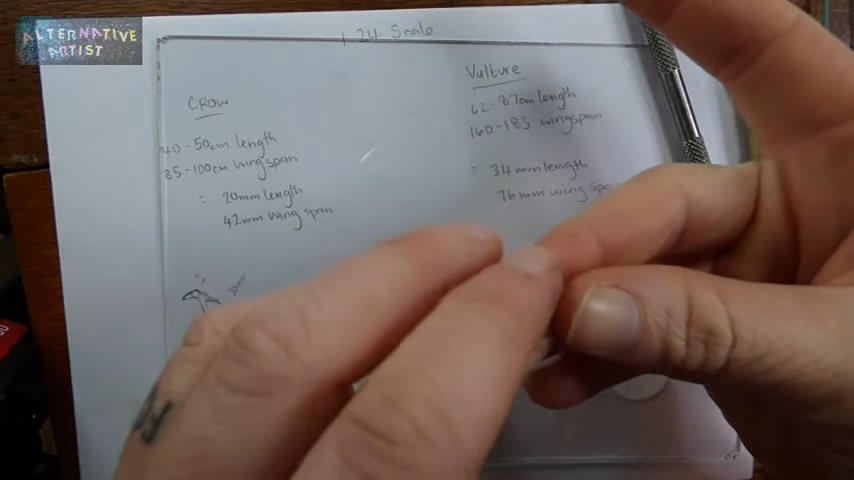 ALTERNATIVE
ARTIST
1.24 Scale
Crow
40-50cm length
85-100cm wingspan
= 20mm length
42mm wing span
Vulture
62-87cm length
160-183 wingspan
= 34mm length
76mm wing spa